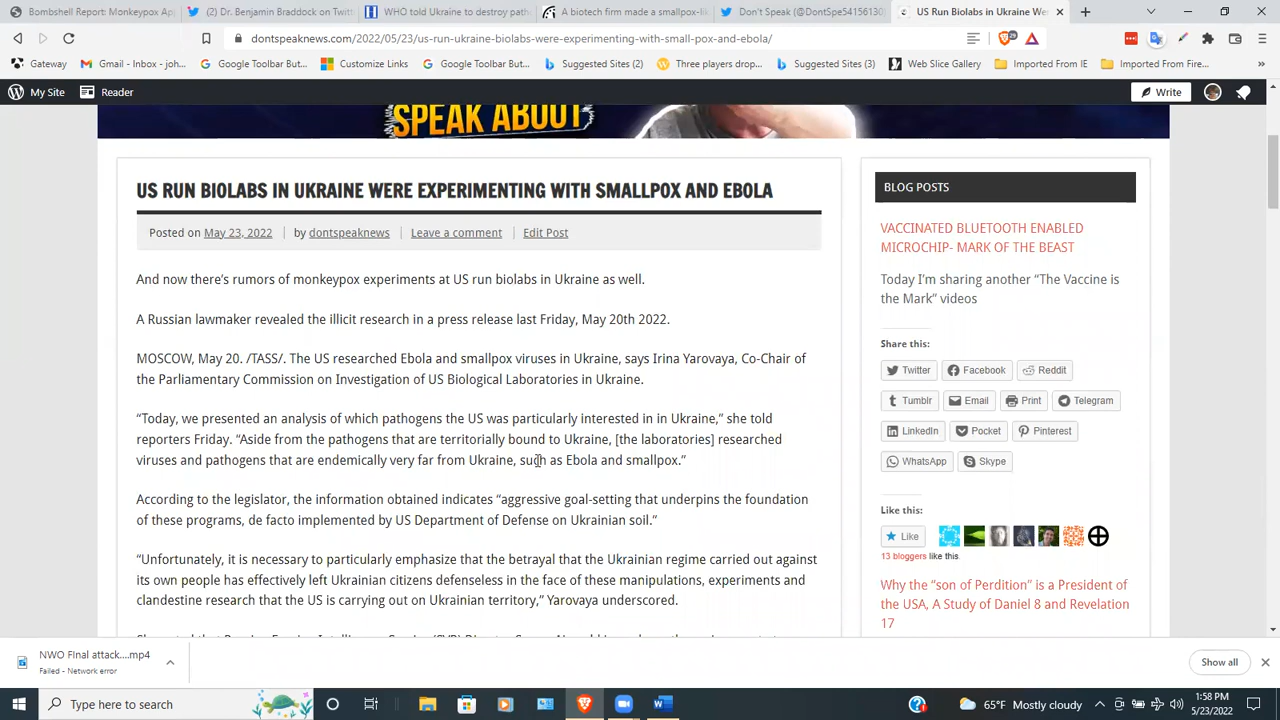 Bombshell Report Monkeypox Ap
(2) Dr. Benjamin Braddock on Twitt
WHO told Ukraine to destroy path
A biotech firm made a smallpox-lik
Don't Speak (@DontSpe54156130
US Run Biolabs In Ukraine We
dontspeaknews.com/2022/05/23/us-run-ukraine-biolabs-were-experimenting-with-small-pox-and-ebola/
29
Gateway
Gmail - Inbox - joh...
Google Toolbar But...
Customize Links
Google Toolbar But...
Suggested Sites (2)
Three players drop...
Suggested Sites (3)
Web Slice Gallery
Imported From IE
Imported From Fire...
My Site
Reader
Write
SPEAK ABOUT
US RUN BIOLABS IN UKRAINE WERE EXPERIMENTING WITH SMALLPOX AND EBOLA
Posted on May 23, 2022 | by dontspeaknews | Leave a comment | Edit Post
And now there's rumors of monkeypox experiments at US run biolabs in Ukraine as well.
A Russian lawmaker revealed the illicit research in a press release last Friday, May 20th 2022.
MOSCOW, May 20. /TASS/. The US researched Ebola and smallpox viruses in Ukraine, says Irina Yarovaya, Co-Chair of
the Parliamentary Commission on Investigation of US Biological Laboratories in Ukraine.
“Today, we presented an analysis of which pathogens the US was particularly interested in in Ukraine,” she told
reporters Friday. “Aside from the pathogens that are territorially bound to Ukraine, [the laboratories] researched
viruses and pathogens that are endemically very far from Ukraine, such as Ebola and smallpox.”
According to the legislator, the information obtained indicates “aggressive goal-setting that underpins the foundation
of these programs, de facto implemented by US Department of Defense on Ukrainian soil.”
“Unfortunately, it is necessary to particularly emphasize that the betrayal that the Ukrainian regime carried out against
its own people has effectively left Ukrainian citizens defenseless in the face of these manipulations, experiments and
clandestine research that the US is carrying out on Ukrainian territory,” Yarovaya underscored.
BLOG POSTS
VACCINATED BLUETOOTH ENABLED
MICROCHIP- MARK OF THE BEAST
Today I'm sharing another “The Vaccine is
the Mark” videos
Share this:
Twitter
Facebook
Reddit
Tumblr
Email
Print
Telegram
LinkedIn
Pocket
Pinterest
WhatsApp
Skype
Like this:
Like
13 bloggers like this.
Why the “son of Perdition” is a President of
the USA, A Study of Daniel 8 and Revelation
17
NWO FInal attack....mp4
Failed - Network error
Show all
Type here to search
65°F Mostly cloudy
1:58 PM
5/23/2022